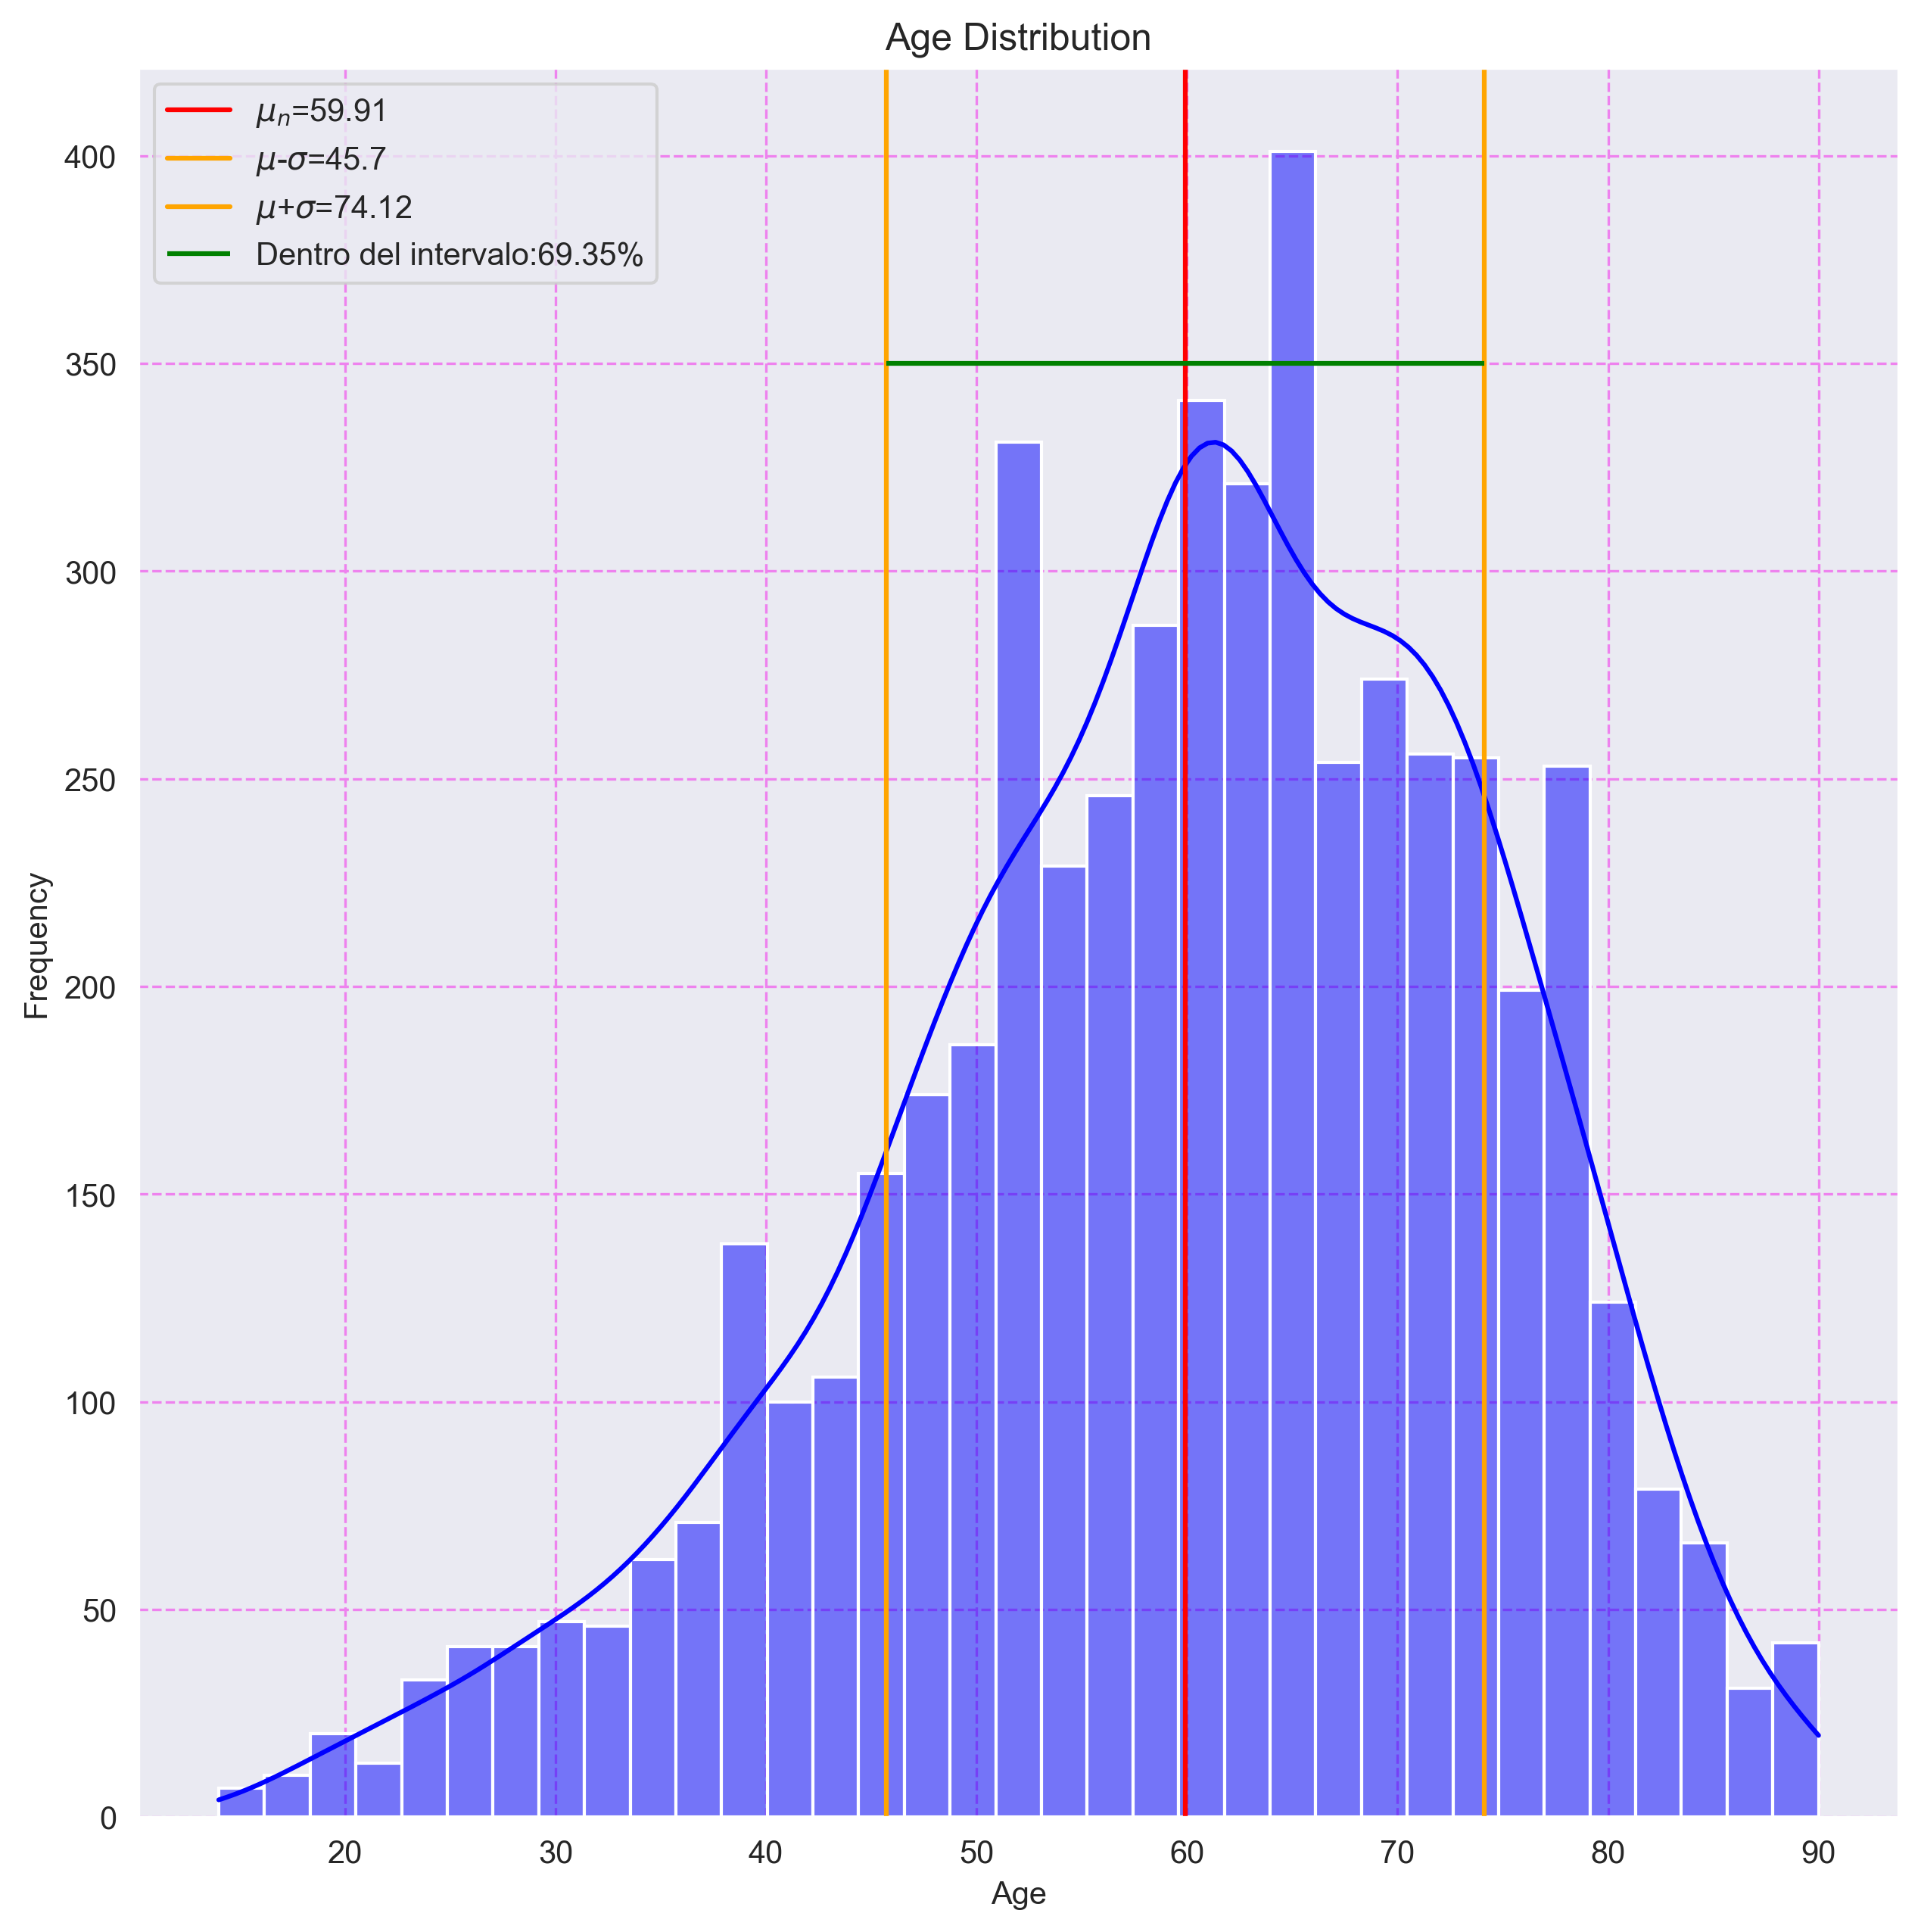 Age Distribution
μn=59.91
μ-σ=45.7
μ+σ=74.12
Dentro del intervalo:69.35%
400
350
300
250
200
150
100
50
0
Frequency
20 30 40 50 60 70 80 90
Age